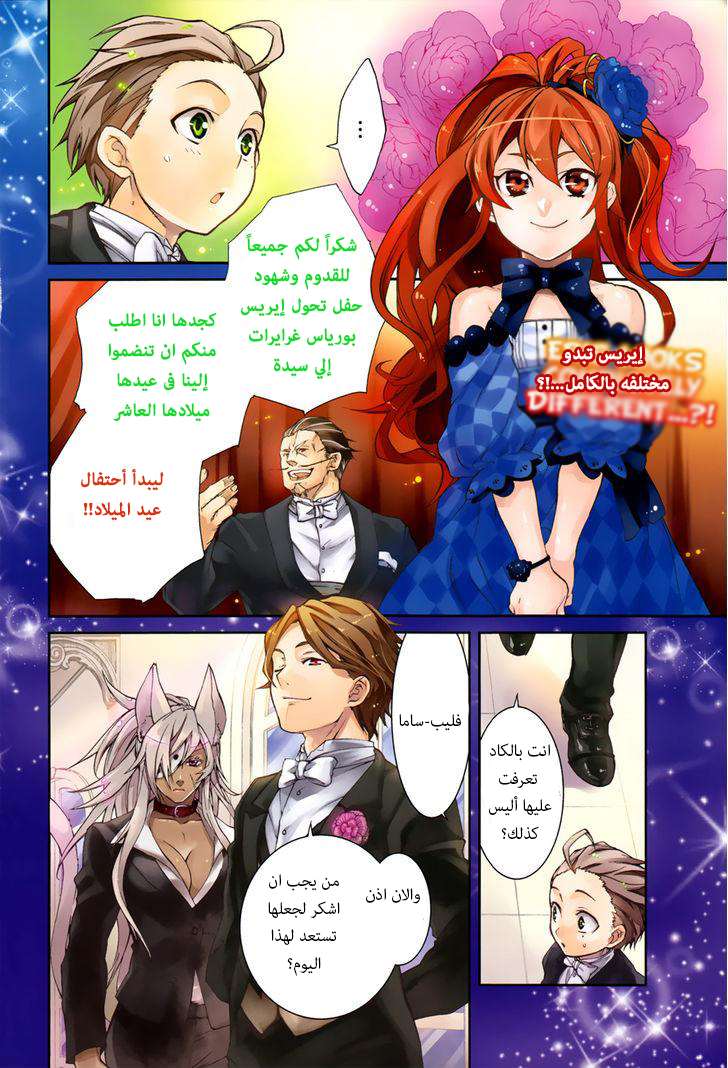 ...
إيريس تبدو
مختلفه بالكامل...!؟
LOOKS
DIFFERENT...?!
شكراً لكم جميعاً
للقدوم وشهود
حفل تحول إيريس
بورياس غرايرات
إلي سيدة
كجدها انا اطلب
منكم ان تنضموا
إلينا فى عيدها
ميلادها العاشر
ليبدأ أحتفال
عيد الميلاد!!
انت بالكاد
تعرفت
عليها أليس
كذلك؟
فليب-ساما
والان اذن
من يجب ان
اشكر لجعلها
تستعد لهذا
اليوم؟